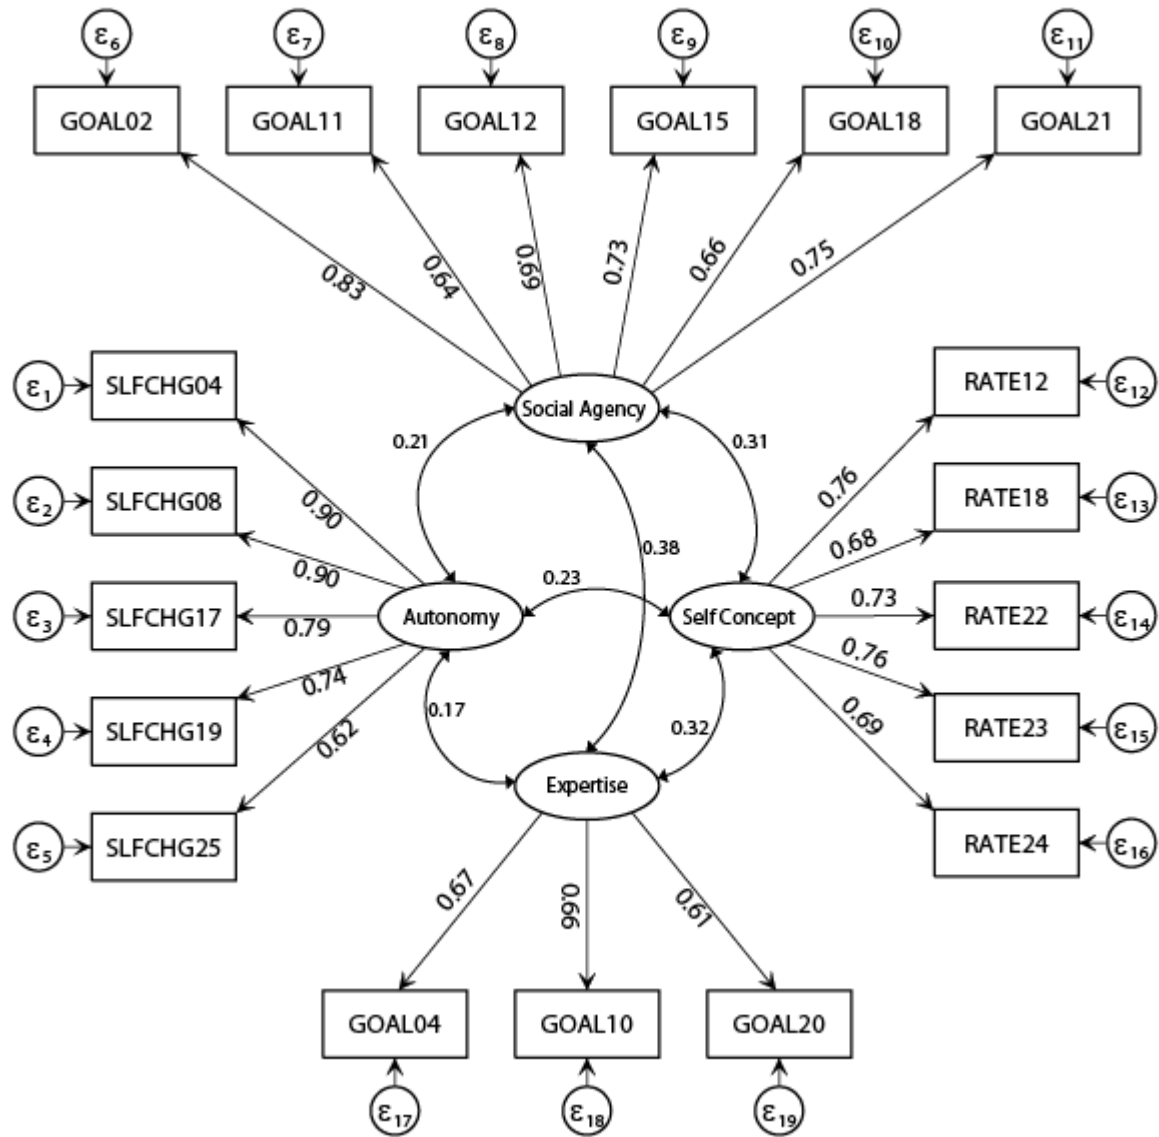 ε6 ε7 ε8 ε9 ε10 ε11
GOAL02 GOAL11 GOAL12 GOAL15 GOAL18 GOAL21
0.83 0.64 0.69 0.73 0.66 0.75
ε1 SLFCHG04 RATE12 ε12
Social Agency
0.21 0.31
ε2 SLFCHG08 0.90 0.76 RATE18 ε13
0.90 0.38 0.68
0.23
ε3 SLFCHG17 0.79 Autonomy Self Concept 0.73 RATE22 ε14
0.74 0.76
ε4 SLFCHG19 0.62 0.17 0.32 0.69 RATE23 ε15
Expertise
ε5 SLFCHG25 RATE24 ε16
0.67 0.66 0.61
GOAL04 GOAL10 GOAL20
ε17 ε18 ε19